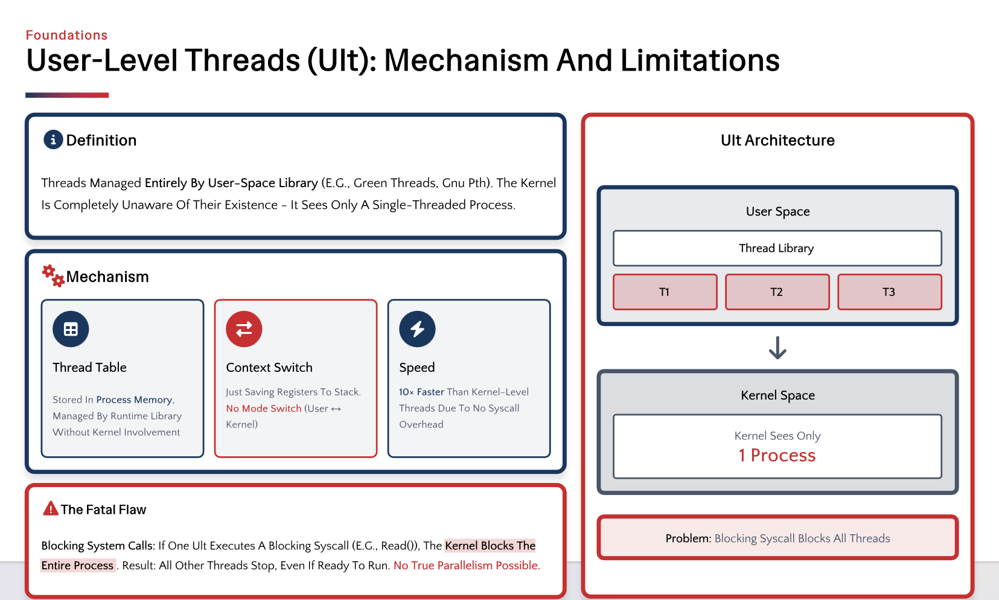 Foundations
User-Level Threads (Ult): Mechanism And Limitations
Definition
Threads Managed Entirely By User-Space Library (E.G., Green Threads, Gnu Pth). The Kernel
Is Completely Unaware Of Their Existence - It Sees Only A Single-Threaded Process.
Mechanism
Thread Table
Stored In Process Memory,
Managed By Runtime Library
Without Kernel Involvement
Context Switch
Just Saving Registers To Stack.
No Mode Switch (User ↔
Kernel)
Speed
10× Faster Than Kernel-Level
Threads Due To No Syscall
Overhead
The Fatal Flaw
Blocking System Calls: If One Ult Executes A Blocking Syscall (E.G., Read()), The Kernel Blocks The
Entire Process . Result: All Other Threads Stop, Even If Ready To Run. No True Parallelism Possible.
Ult Architecture
User Space
Thread Library
T1
T2
T3
Kernel Space
Kernel Sees Only
1 Process
Problem: Blocking Syscall Blocks All Threads